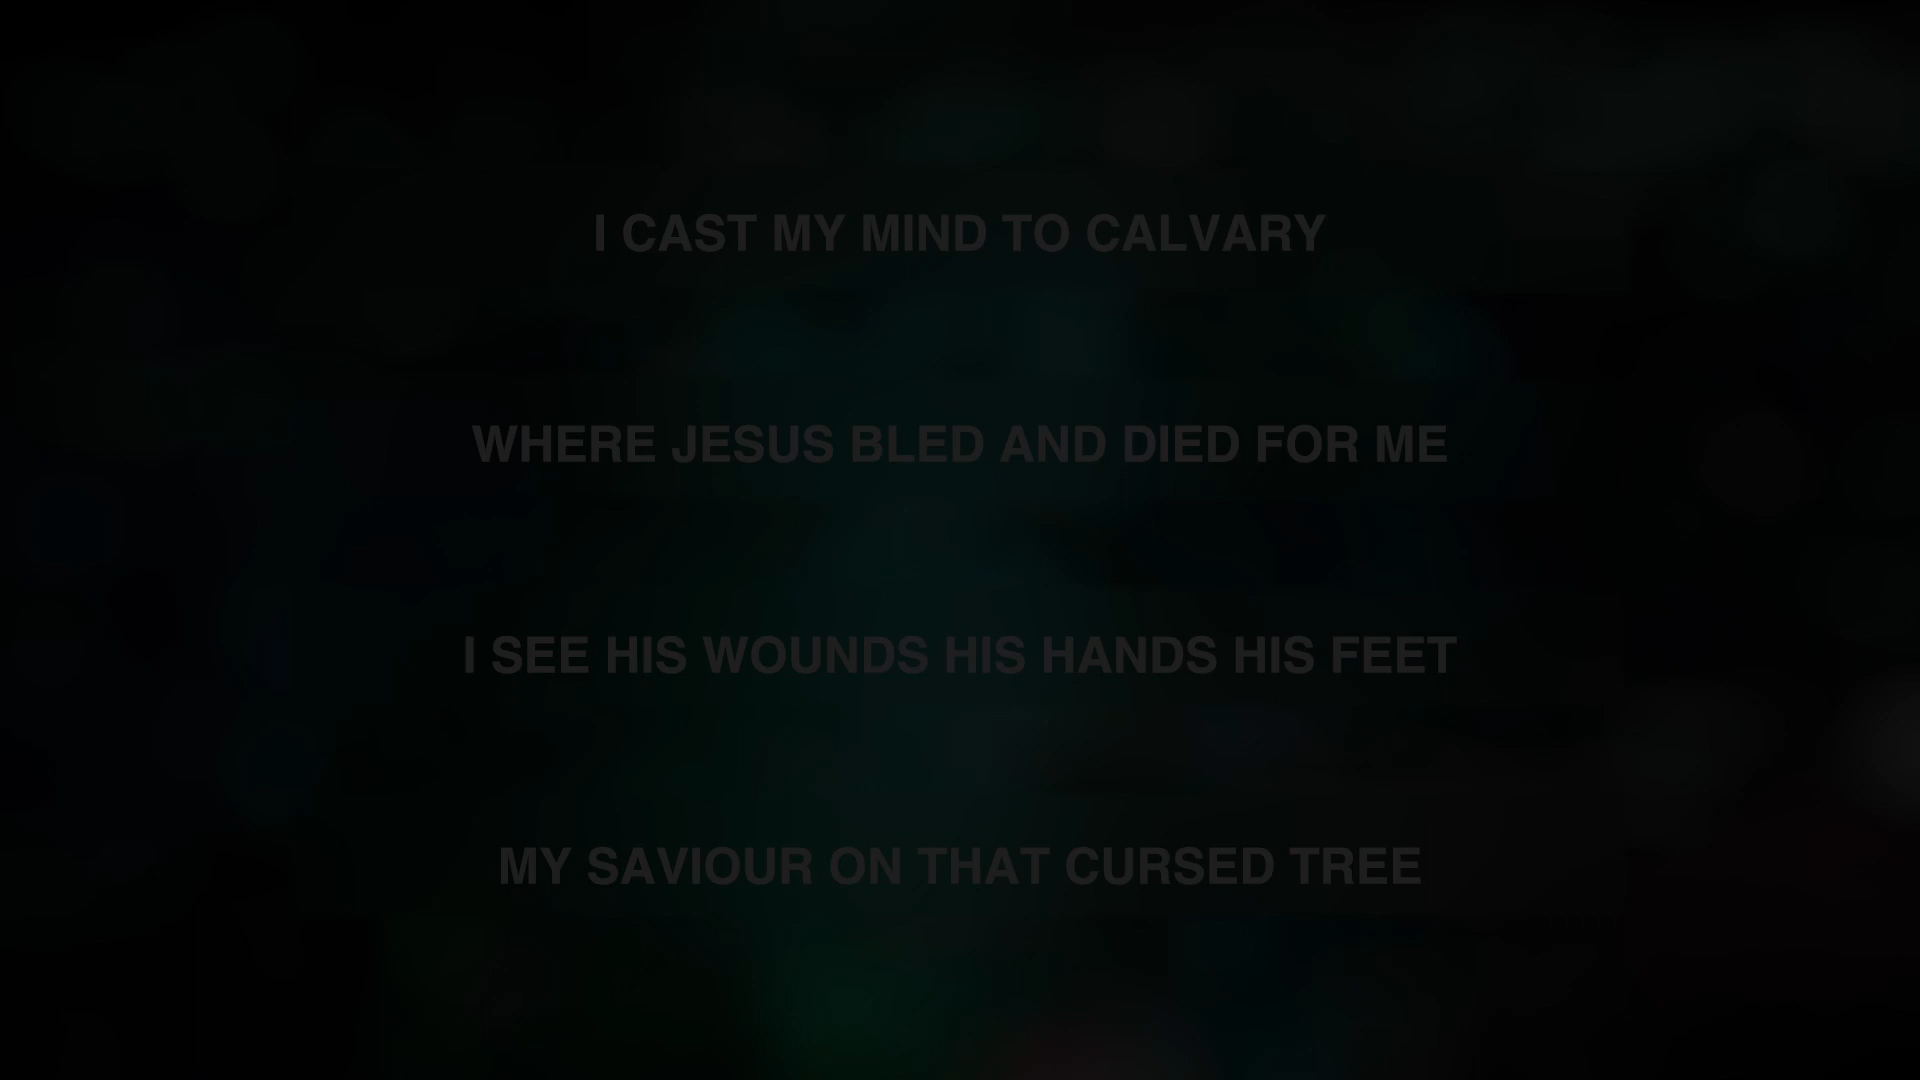 I CAST MY MIND TO CALVARY
WHERE JESUS BLED AND DIED FOR ME
I SEE HIS WOUNDS HIS HANDS HIS FEET
MY SAVIOUR ON THAT CURSED TREE